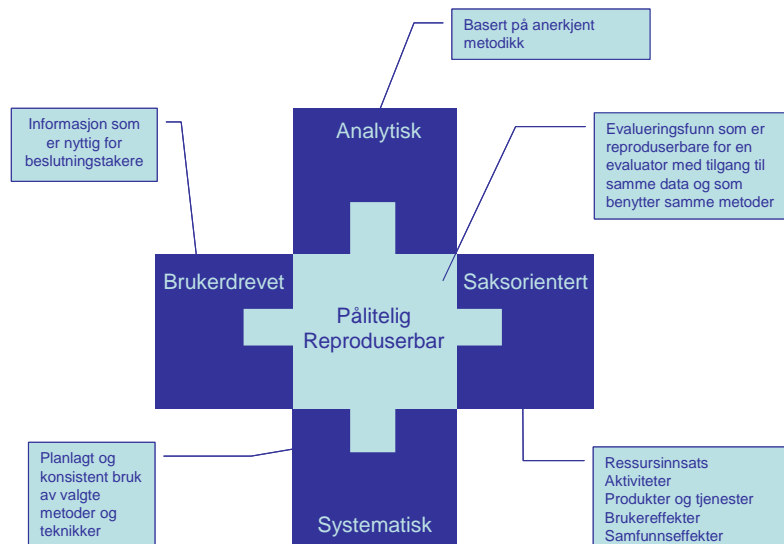 Basert på anerkjent
metodikk
Informasjon som
er nyttig for
beslutningstakere
Analytisk
Evalueringsfunn som er
reproduserbare for en
evaluator med tilgang til
samme data og som
benytter samme metoder
Brukerdrevet
Saksorientert
Pålitelig
Reproduserbar
Planlagt og
konsistent bruk
av valgte
metoder og
teknikker
Systematisk
Ressursinnsats
Aktiviteter
Produkter og tjenester
Brukereffekter
Samfunnseffekter